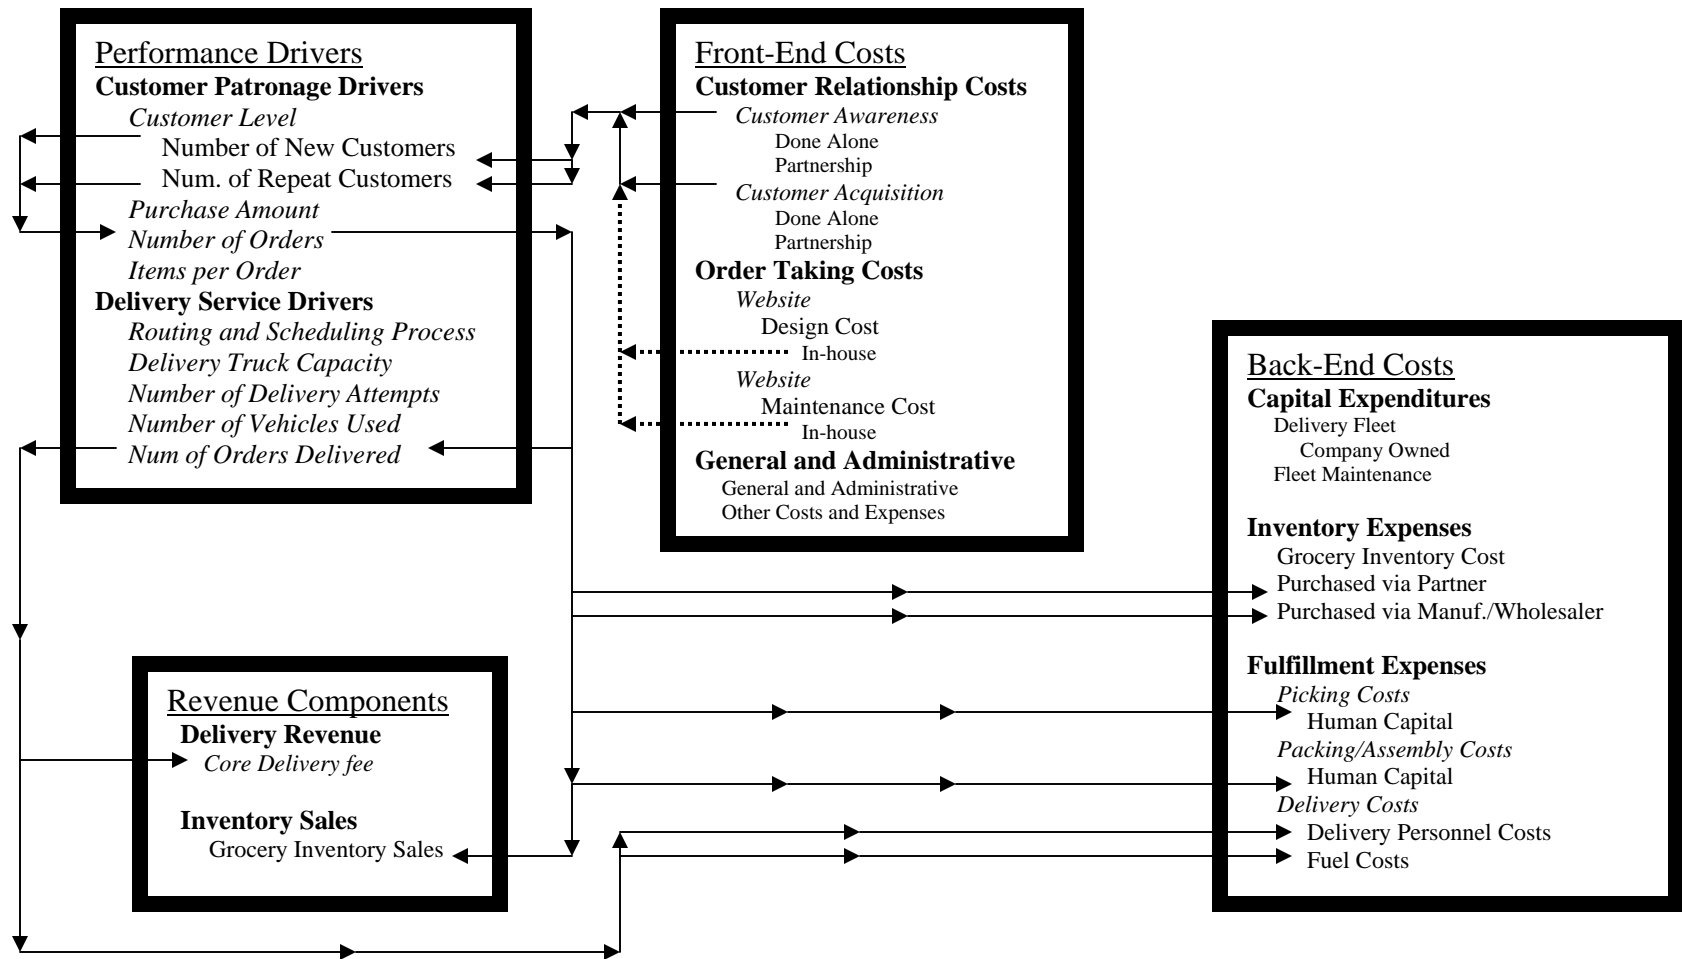 Performance Drivers
Customer Patronage Drivers
Customer Level
Number of New Customers
Num. of Repeat Customers
Purchase Amount
Number of Orders
Items per Order
Delivery Service Drivers
Routing and Scheduling Process
Delivery Truck Capacity
Number of Delivery Attempts
Number of Vehicles Used
Num of Orders Delivered
Front-End Costs
Customer Relationship Costs
Customer Awareness
Done Alone
Partnership
Customer Acquisition
Done Alone
Partnership
Order Taking Costs
Website
Design Cost
In-house
Website
Maintenance Cost
In-house
General and Administrative
General and Administrative
Other Costs and Expenses
Back-End Costs
Capital Expenditures
Delivery Fleet
Company Owned
Fleet Maintenance
Inventory Expenses
Grocery Inventory Cost
Purchased via Partner
Purchased via Manuf./Wholesaler
Fulfillment Expenses
Picking Costs
Human Capital
Packing/Assembly Costs
Human Capital
Delivery Costs
Delivery Personnel Costs
Fuel Costs
Revenue Components
Delivery Revenue
Core Delivery fee
Inventory Sales
Grocery Inventory Sales